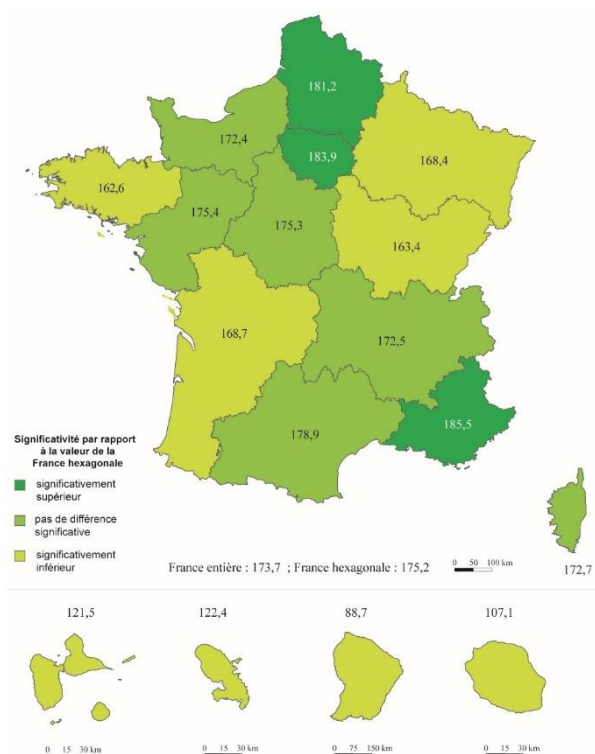 181,2
172,4
183,9
168,4
162,6
175,4
175,3
163,4
168,7
172,5
178,9
185,5
Significativité par rapport
à la valeur de la
France hexagonale
significativement
supérieur
pas de différence
significative
significativement
inférieur
France entière : 173,7 ; France hexagonale : 175,2
0 50 100 km
172,7
121,5
122,4
88,7
107,1
0 15 30 km
0 15 30 km
0 75 150 km
0 15 30 km